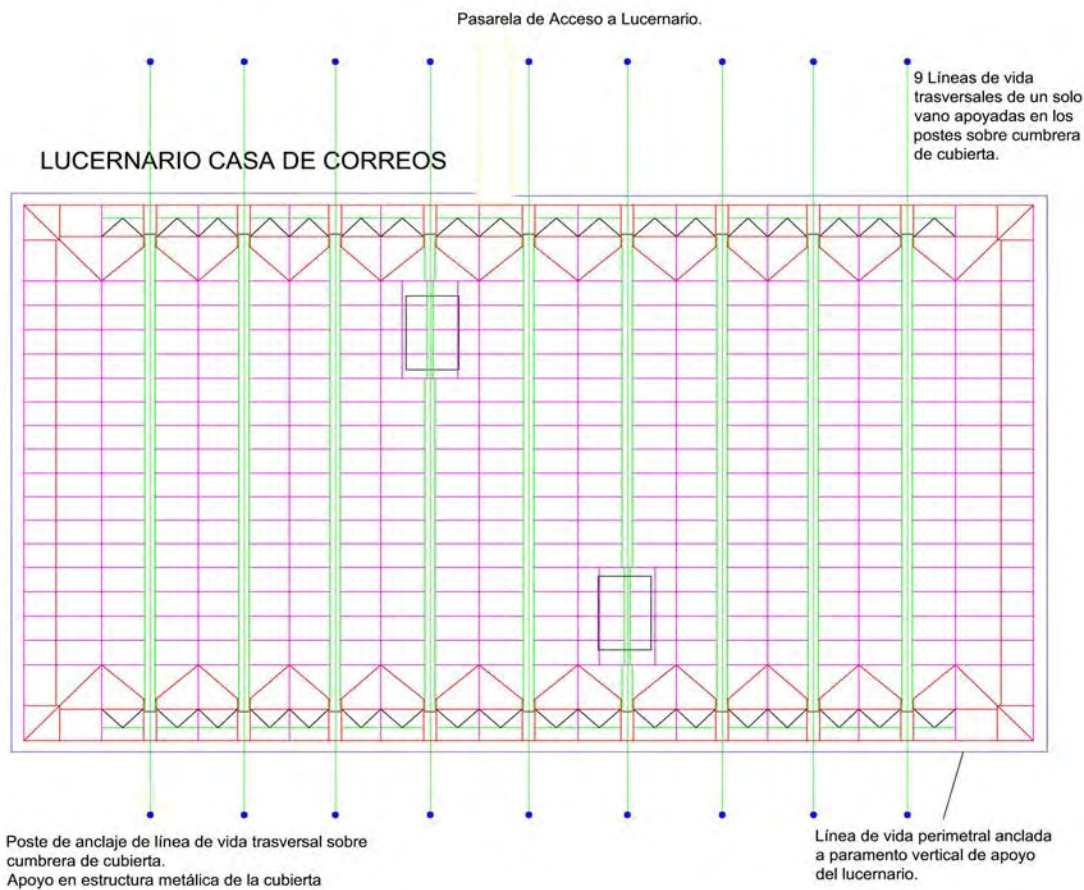 Pasarela de Acceso a Lucernario.
9 Líneas de vida
trasversales de un solo
vano apoyadas en los
postes sobre cumbrera
de cubierta.
LUCERNARIO CASA DE CORREOS
Poste de anclaje de línea de vida trasversal sobre
cumbrera de cubierta.
Apoyo en estructura metálica de la cubierta
Línea de vida perimetral anclada
a paramento vertical de apoyo
del lucernario.